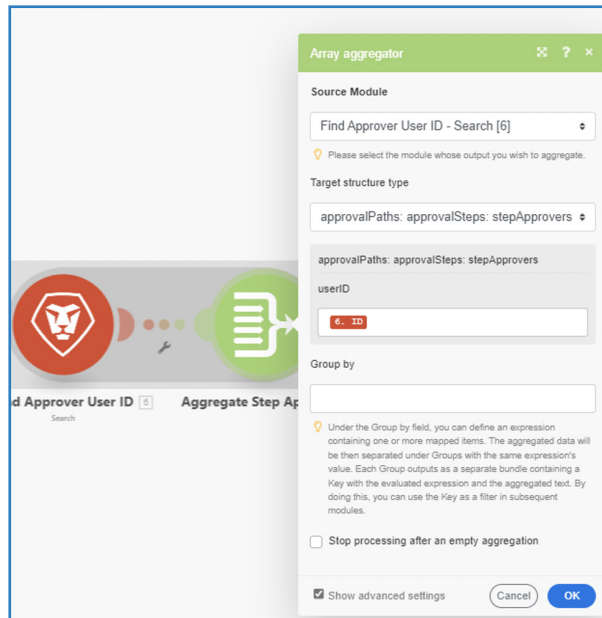 Array aggregator
Source Module
Find Approver User ID - Search [6]
Please select the module whose output you wish to aggregate.
Target structure type
approvalPaths: approvalSteps: stepApprovers
approvalPaths: approvalSteps: stepApprovers
userID
6. ID
Group by
Under the Group by field, you can define an expression
containing one or more mapped items. The aggregated data will
be then separated under Groups with the same expression's
value. Each Group outputs as a separate bundle containing a
Key with the evaluated expression and the aggregated text. By
doing this, you can use the Key as a filter in subsequent
modules.
Stop processing after an empty aggregation
Show advanced settings
Cancel
OK
d Approver User ID 6
Search
Aggregate Step Ap